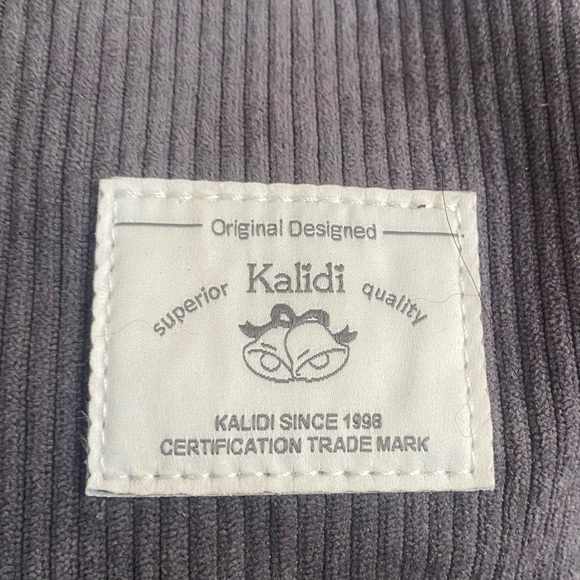 Original Designed
Kalidi
superior quality
KALIDI SINCE 1998
CERTIFICATION TRADE MARK